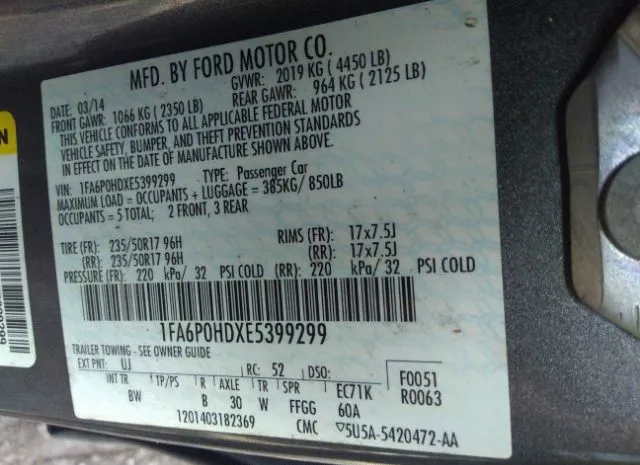 MFD. BY FORD MOTOR CO.
DATE: 03/14 GVWR: 2019 KG ( 4450 LB)
FRONT GAWR: 1066 KG ( 2350 LB) REAR GAWR: 964 KG ( 2125 LB)
THIS VEHICLE CONFORMS TO ALL APPLICABLE FEDERAL MOTOR
VEHICLE SAFETY, BUMPER, AND THEFT PREVENTION STANDARDS
IN EFFECT ON THE DATE OF MANUFACTURE SHOWN ABOVE.
VIN: 1FA6P0HDXE5399299 TYPE: Passenger Car
MAXIMUM LOAD = OCCUPANTS + LUGGAGE = 385KG/ 850LB
OCCUPANTS = 5 TOTAL; 2 FRONT, 3 REAR
TIRE (FR): 235/50R17 96H RIMS (FR): 17x7.5J
(RR): 235/50R17 96H (RR): 17x7.5J
PRESSURE (FR): 220 kPa/ 32 PSI COLD (RR): 220 kPa/ 32 PSI COLD
1FA6P0HDXE5399299
TRAILER TOWING - SEE OWNER GUIDE
EXT PNT: UJ RC: 52 DSO: F0051
INT TR TP/PS R AXLE TR SPR EC71K R0063
BW B 30 W FFGG 60A
1201403182369 CMC ▽5U5A-5420472-AA